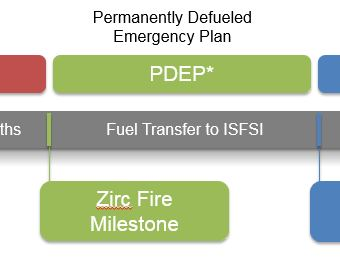 Permanently Defueled
Emergency Plan
PDEP*
ths
Fuel Transfer to ISFSI
Zirc Fire
Milestone